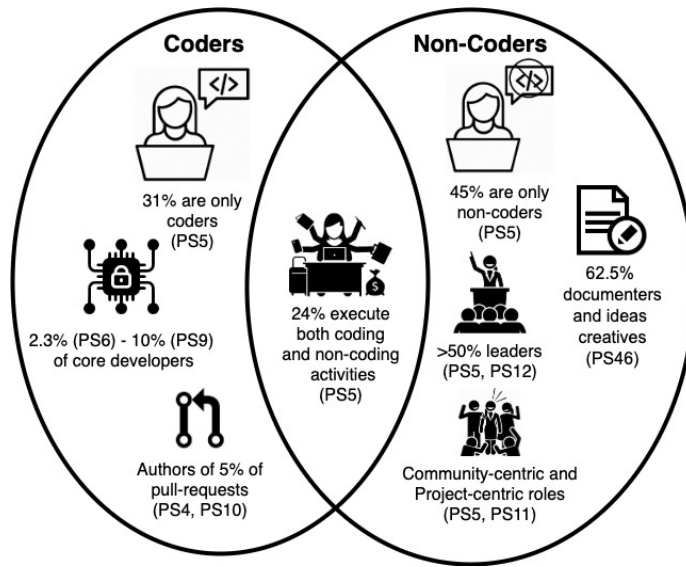 Coders
Non-Coders
</>
</>
31% are only
coders
(PS5)
2.3% (PS6) - 10% (PS9)
of core developers
Authors of 5% of
pull-requests
(PS4, PS10)
$
24% execute
both coding
and non-coding
activities
(PS5)
45% are only
non-coders
(PS5)
>50% leaders
(PS5, PS12)
62.5%
documenters
and ideas
creatives
(PS46)
Community-centric and
Project-centric roles
(PS5, PS11)